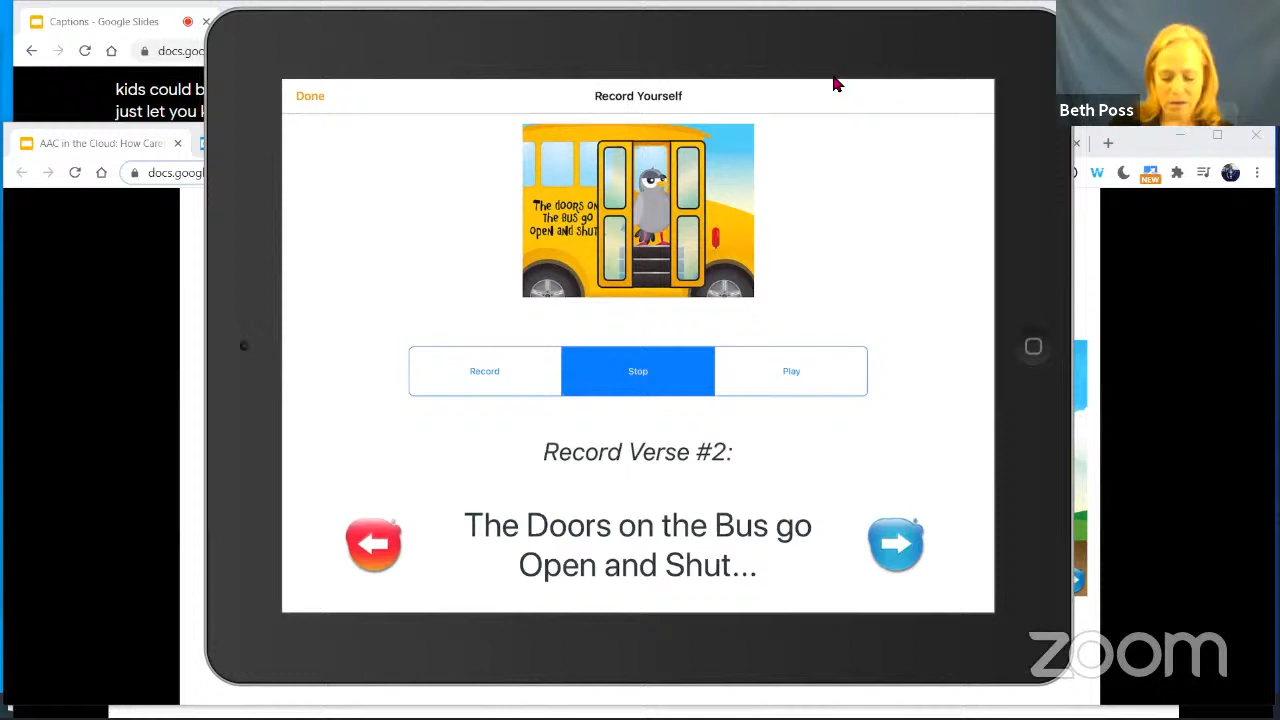 Captions - Google Slides
docs.goo
kids could b
just let you k
AAC in the Cloud: How Care
docs.googl
Done
Record Yourself
The doors on
the Bus go
open and shut.
Record
Stop
Play
Record Verse #2:
The Doors on the Bus go
Open and Shut...
Beth Poss
W
NEW
zoom